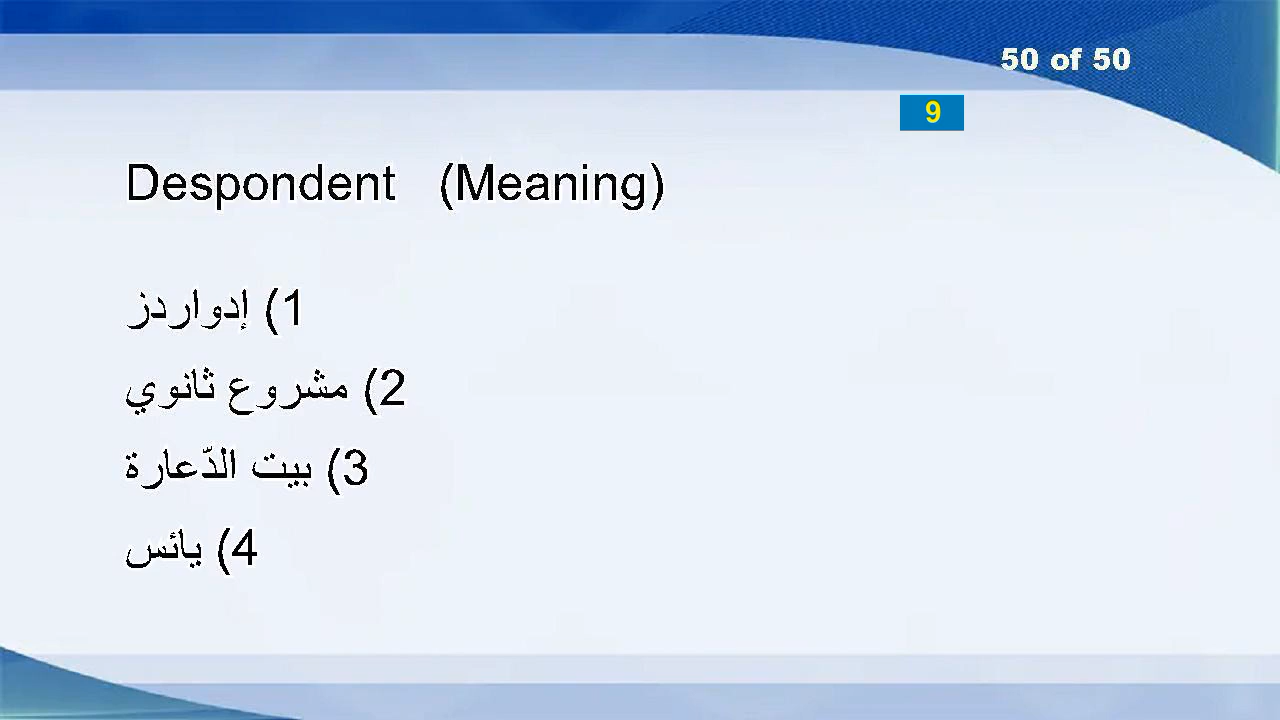 50 of 50
9
Despondent (Meaning)
1) إدواردز
2) مشروع ثانوي
3) بيت الدّعارة
4) يائس